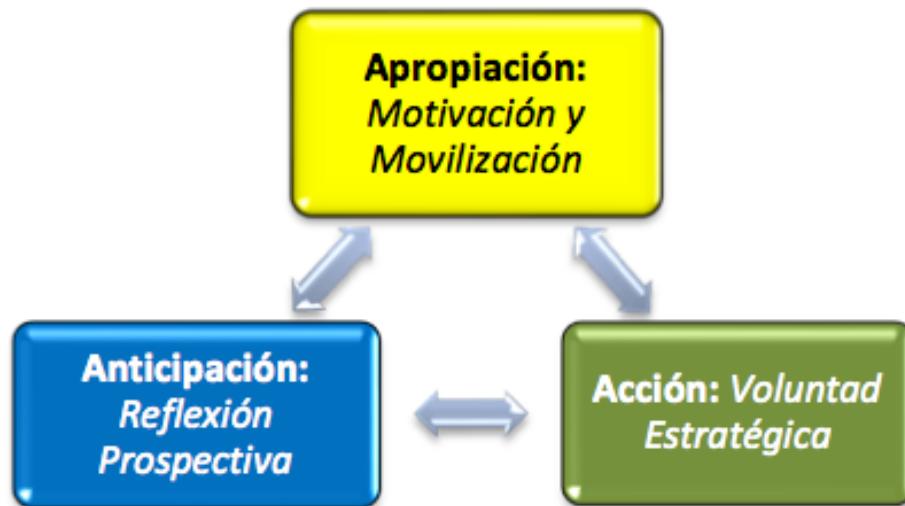 Apropiación:
Motivación y
Movilización
Anticipación:
Reflexión
Prospectiva
Acción: Voluntad
Estratégica